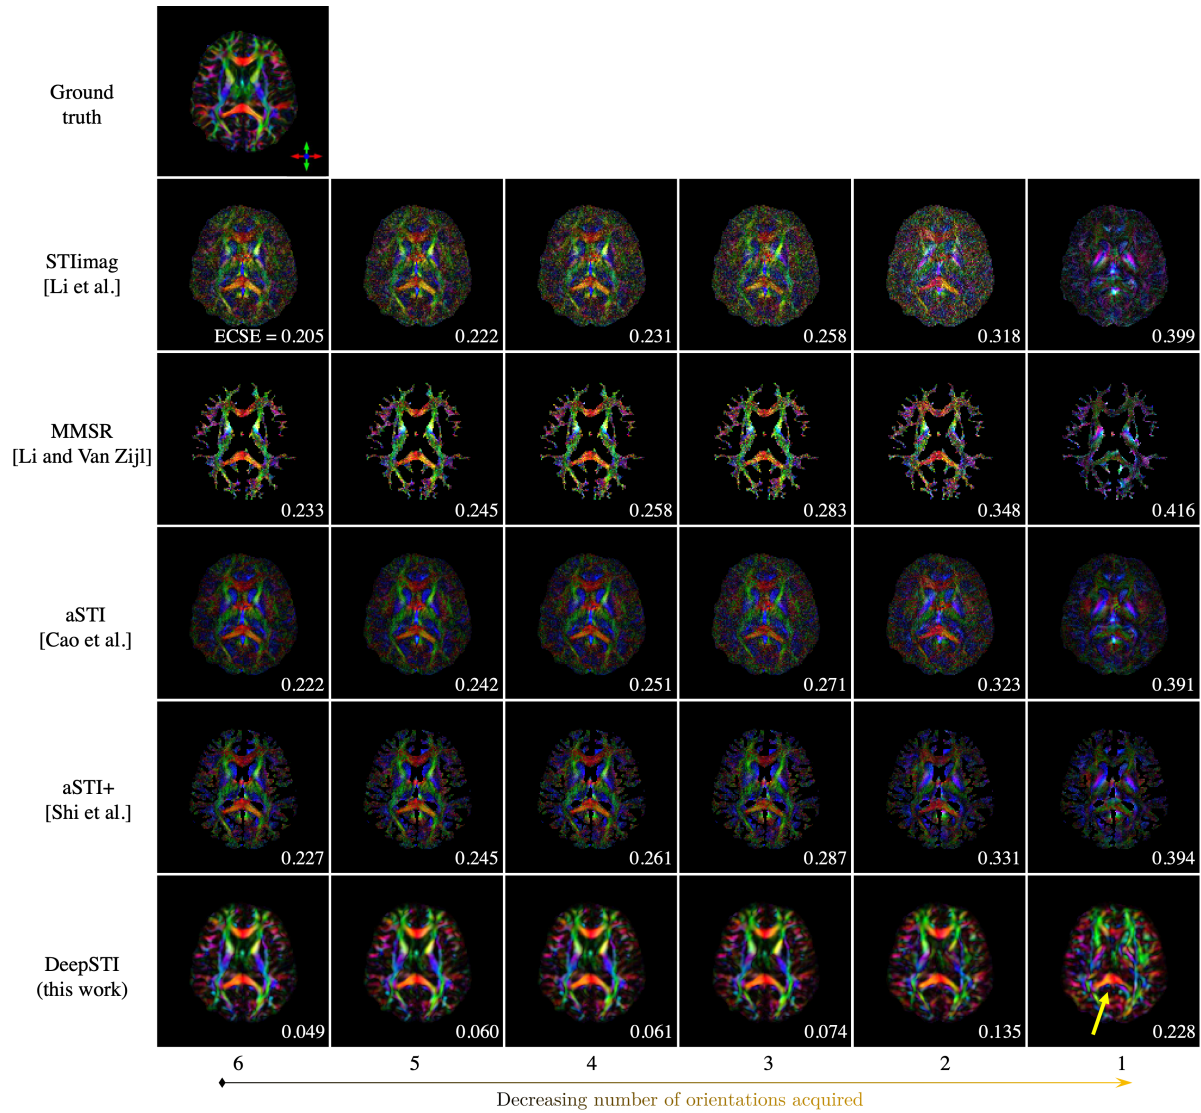 Ground
truth
STIimag
[Li et al.]
ECSE = 0.205 0.222 0.231 0.258 0.318 0.399
MMSR
[Li and Van Zijl]
0.233 0.245 0.258 0.283 0.348 0.416
aSTI
[Cao et al.]
0.222 0.242 0.251 0.271 0.323 0.391
aSTI+
[Shi et al.]
0.227 0.245 0.261 0.287 0.331 0.394
DeepSTI
(this work)
0.049 0.060 0.061 0.074 0.135 0.228
6 5 4 3 2 1
Decreasing number of orientations acquired